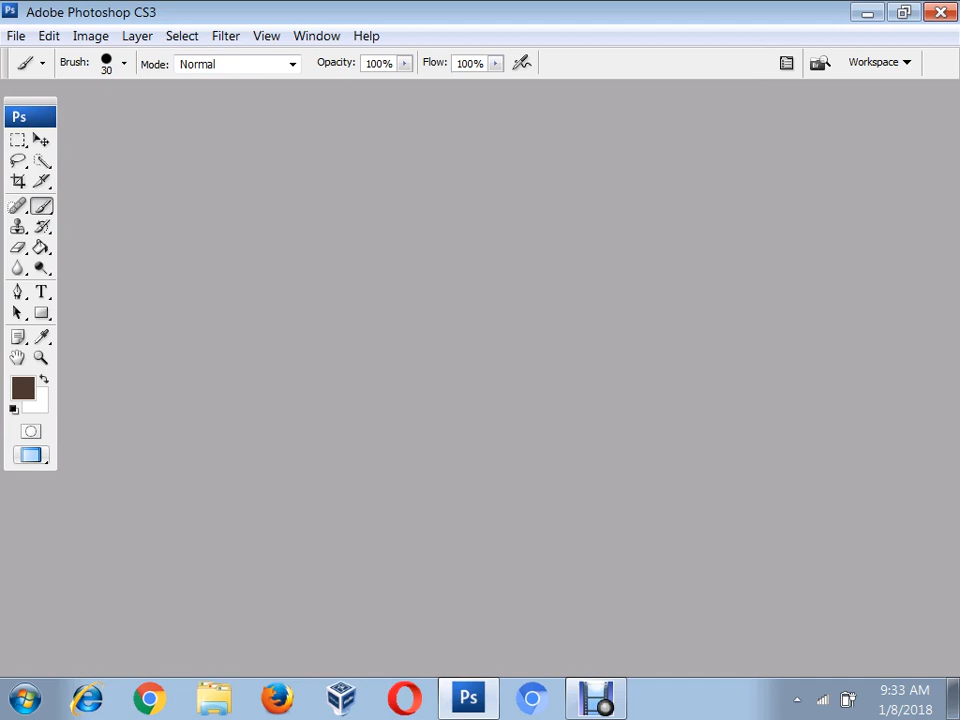 Ps Adobe Photoshop CS3
File Edit Image Layer Select Filter View Window Help
Brush: 30 Mode: Normal Opacity: 100% Flow: 100% Workspace
Ps
T
Ps
9:33 AM
1/8/2018